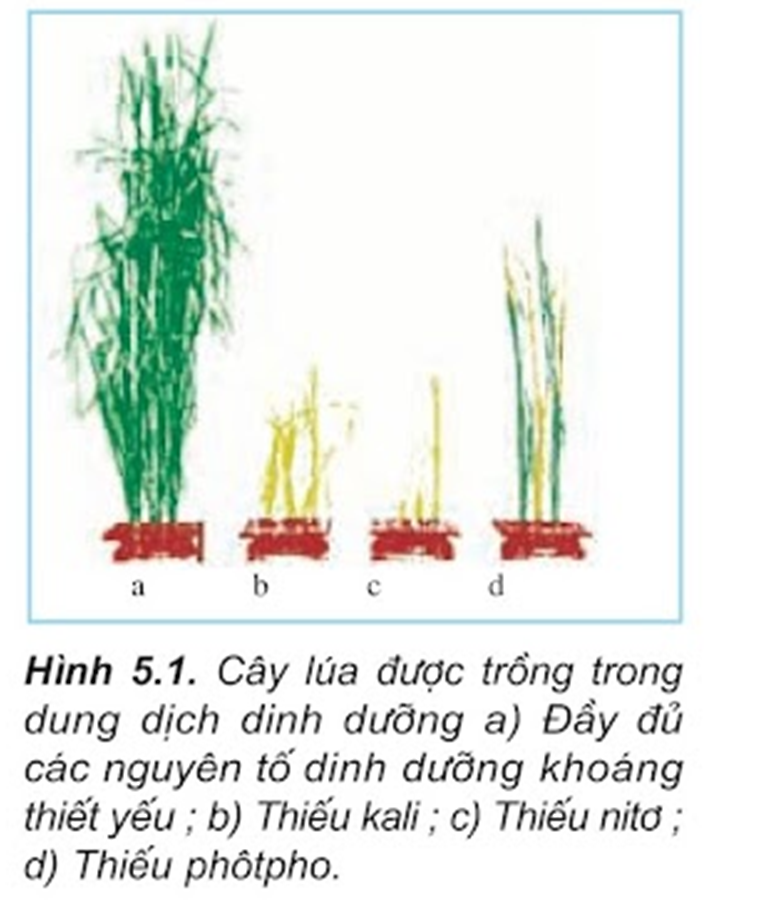 a b c d
Hình 5.1. Cây lúa được trồng trong
dung dịch dinh dưỡng a) Đầy đủ
các nguyên tố dinh dưỡng khoáng
thiết yếu ; b) Thiếu kali ; c) Thiếu nitơ ;
d) Thiếu phôtpho.